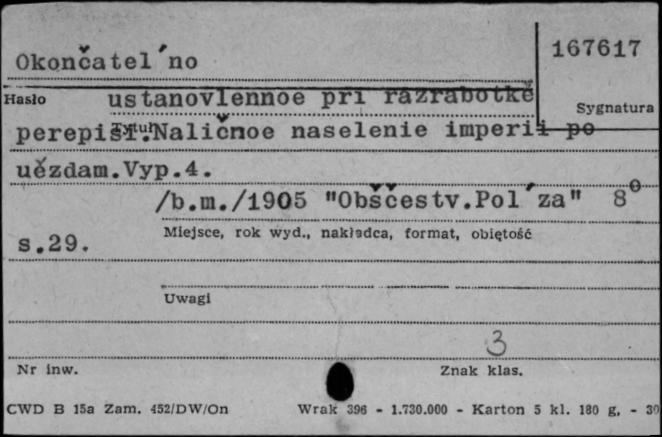 167617
Okončatel´no
Hasło ustanovlennoe pri razrabotkě
Sygnatura
perepisi. Tytuł Naličnoe naselenie imperii po
uězdam.Vyp.4.
/b.m./1905 "Obščestv.Pol´za" 8⁰
Miejsce, rok wyd., nakładca, format, objętość
s.29.
Uwagi
3
Nr inw. Znak klas.
CWD B 15a Zam. 452/DW/On Wrak 396 - 1.730.000 - Karton 5 kl. 180 g. - 30